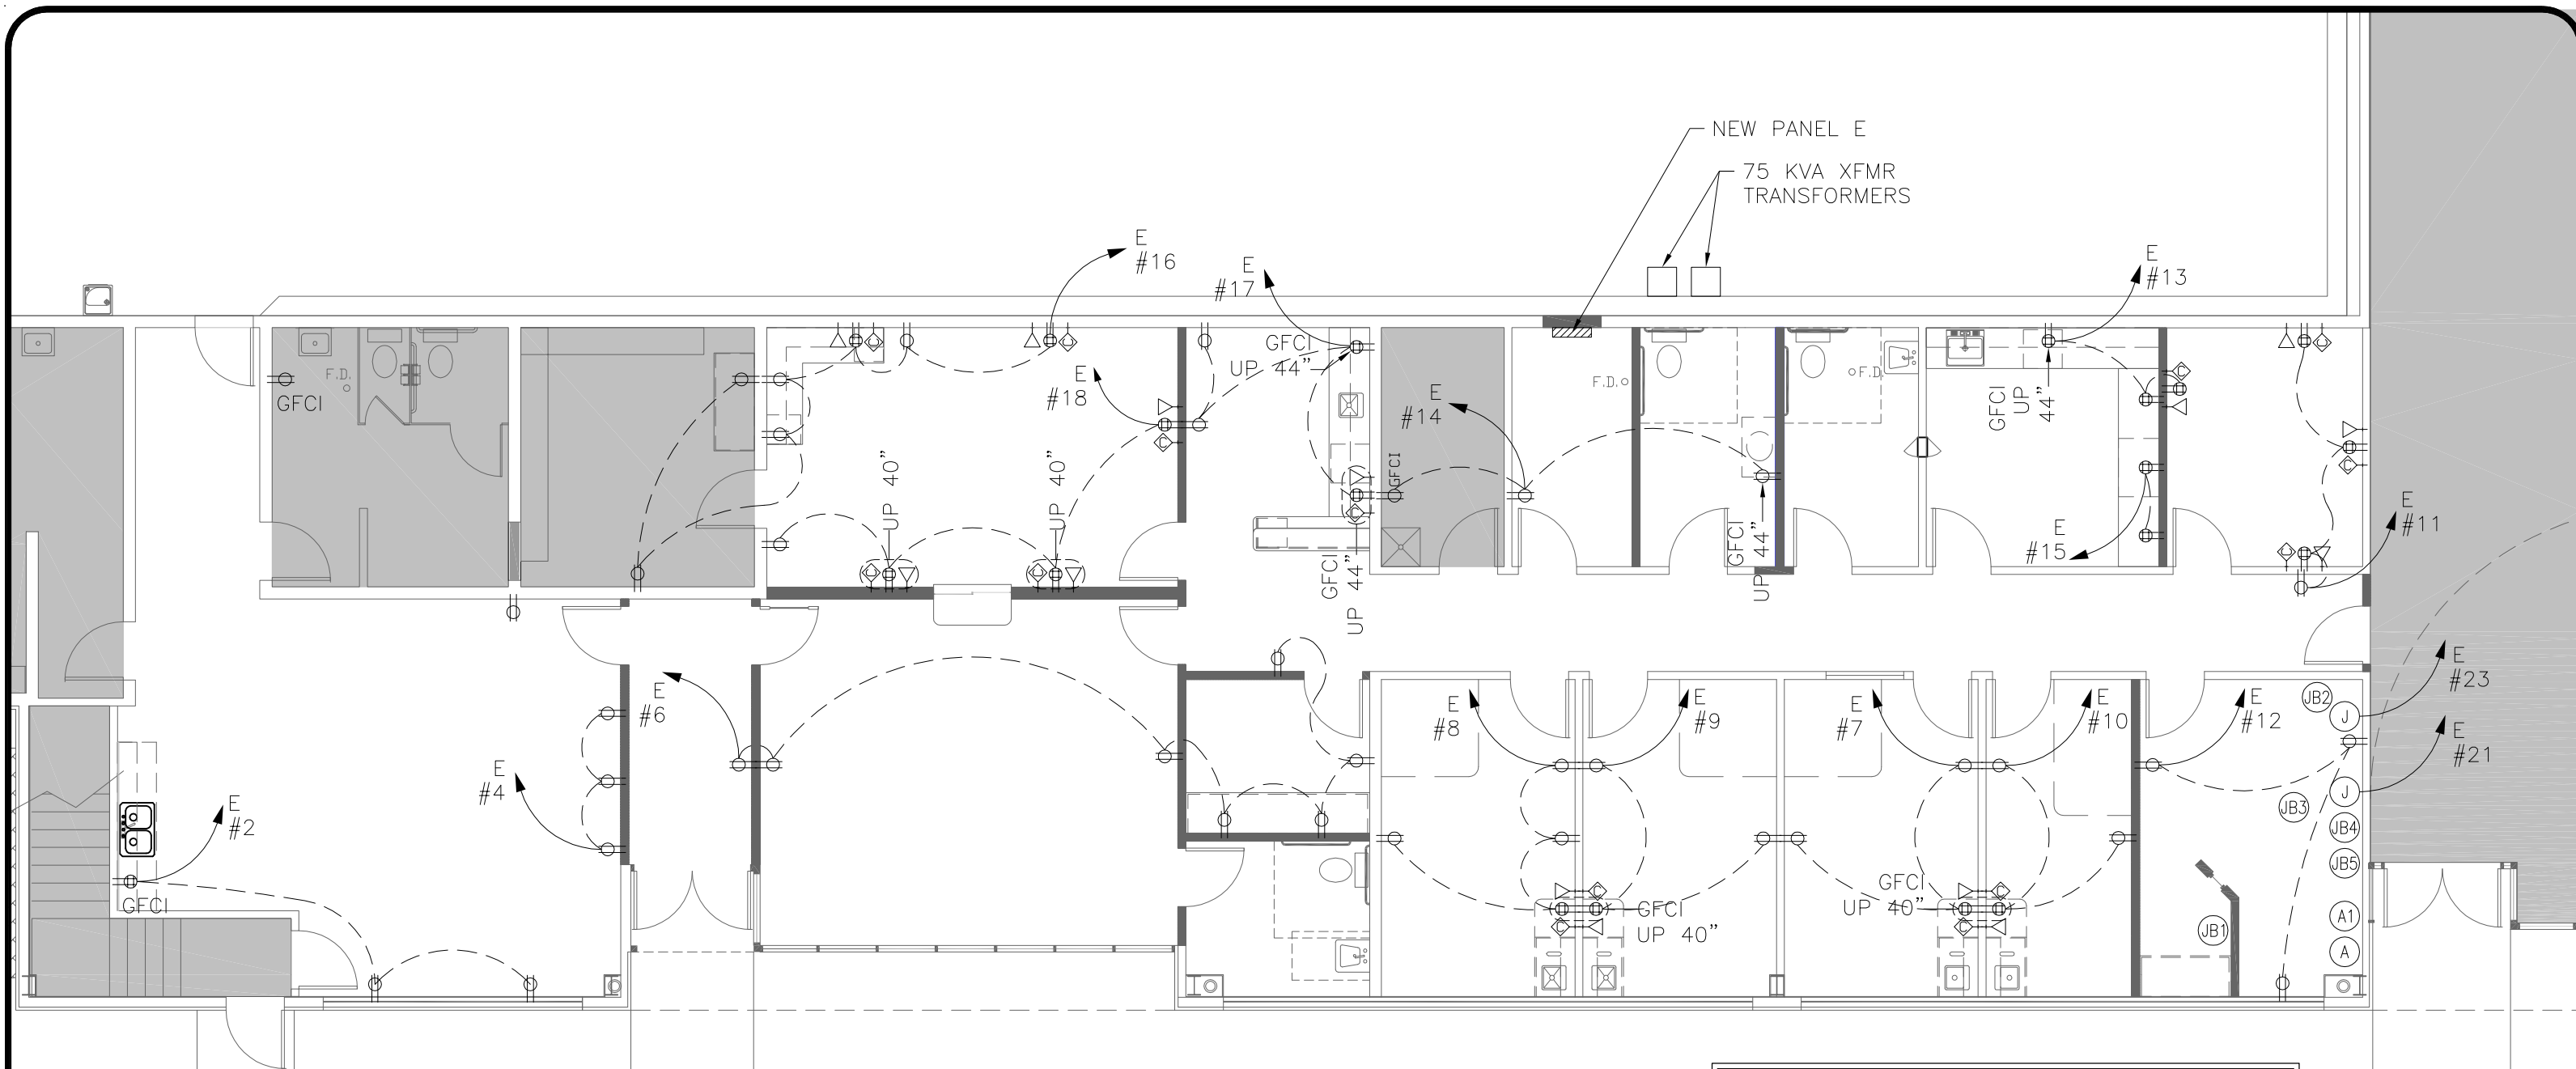 NEW PANEL E
75 KVA XFMR
TRANSFORMERS
E
#16
E
#17
E
#13
GFCI
UP 44"
F.D.
GFCI
E
#18
E
#14
F.D.
F.D.
GFCI
UP
44"
C
C
C
UP 40"
UP 40"
GFCI
C
C
E
#15
E
#11
GFCI
UP 44"
GFCI
UP 44"
E
#6
E
#8
E
#9
E
#7
E
#10
E
#12
JB2
J
E
#23
E
#4
E
#21
J
E
#2
JB3
JB4
JB5
GFCI
C
GFCI
UP 40"
C
C
GFCI
UP 40"
C
JB1
A1
A